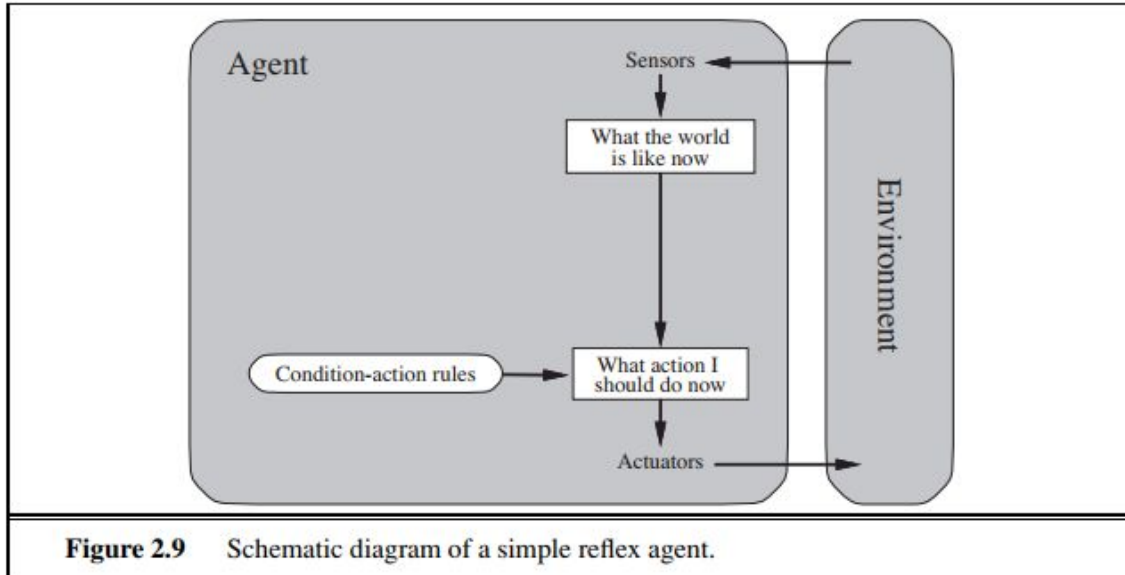 Agent
Sensors
What the world
is like now
Environment
Condition-action rules
What action I
should do now
Actuators
Figure 2.9 Schematic diagram of a simple reflex agent.